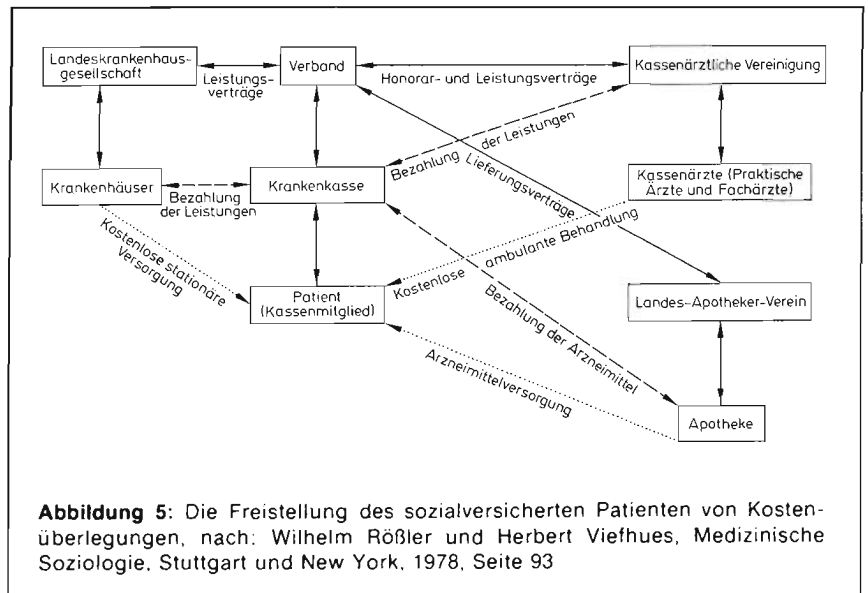 Landeskrankenhaus-
gesellschaft
Verband
Kassenärztliche Vereinigung
Leistungs-
verträge
Honorar- und Leistungsverträge
Bezahlung der Leistungen
Lieferungsverträge
Krankenhäuser
Krankenkasse
Kassenärzte (Praktische
Ärzte und Fachärzte)
Bezahlung
der Leistungen
Kostenlose stationäre
Versorgung
Kostenlose ambulante Behandlung
Patient
(Kassenmitglied)
Landes-Apotheker-Verein
Bezahlung der Arzneimittel
Arzneimittelversorgung
Apotheke
Abbildung 5: Die Freistellung des sozialversicherten Patienten von Kosten-
überlegungen, nach: Wilhelm Rößler und Herbert Viefhues, Medizinische
Soziologie, Stuttgart und New York, 1978, Seite 93